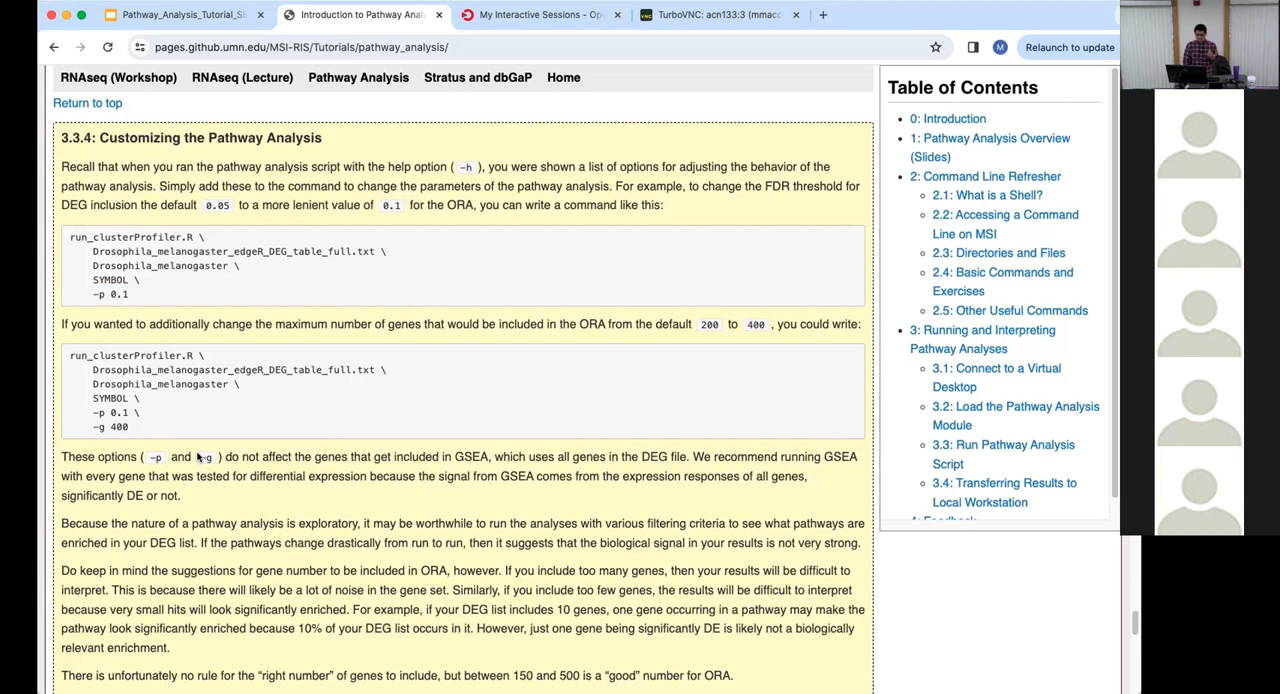 Pathway_Analysis_Tutorial_Sli
Introduction to Pathway Anal
My Interactive Sessions - Ope
TurboVNC: acn133:3 (mmacc
pages.github.umn.edu/MSI-RIS/Tutorials/pathway_analysis/
M
Relaunch to update
RNAseq (Workshop) RNAseq (Lecture) Pathway Analysis Stratus and dbGaP Home
Return to top
3.3.4: Customizing the Pathway Analysis
Recall that when you ran the pathway analysis script with the help option ( -h ), you were shown a list of options for adjusting the behavior of the
pathway analysis. Simply add these to the command to change the parameters of the pathway analysis. For example, to change the FDR threshold for
DEG inclusion the default 0.05 to a more lenient value of 0.1 for the ORA, you can write a command like this:
run_clusterProfiler.R \
Drosophila_melanogaster_edgeR_DEG_table_full.txt \
Drosophila_melanogaster \
SYMBOL \
-p 0.1
If you wanted to additionally change the maximum number of genes that would be included in the ORA from the default 200 to 400 , you could write:
run_clusterProfiler.R \
Drosophila_melanogaster_edgeR_DEG_table_full.txt \
Drosophila_melanogaster \
SYMBOL \
-p 0.1 \
-g 400
These options ( -p and -g ) do not affect the genes that get included in GSEA, which uses all genes in the DEG file. We recommend running GSEA
with every gene that was tested for differential expression because the signal from GSEA comes from the expression responses of all genes,
significantly DE or not.
Because the nature of a pathway analysis is exploratory, it may be worthwhile to run the analyses with various filtering criteria to see what pathways are
enriched in your DEG list. If the pathways change drastically from run to run, then it suggests that the biological signal in your results is not very strong.
Do keep in mind the suggestions for gene number to be included in ORA, however. If you include too many genes, then your results will be difficult to
interpret. This is because there will likely be a lot of noise in the gene set. Similarly, if you include too few genes, the results will be difficult to interpret
because very small hits will look significantly enriched. For example, if your DEG list includes 10 genes, one gene occurring in a pathway may make the
pathway look significantly enriched because 10% of your DEG list occurs in it. However, just one gene being significantly DE is likely not a biologically
relevant enrichment.
There is unfortunately no rule for the “right number” of genes to include, but between 150 and 500 is a “good” number for ORA.
Table of Contents
0: Introduction
1: Pathway Analysis Overview
(Slides)
2: Command Line Refresher
2.1: What is a Shell?
2.2: Accessing a Command
Line on MSI
2.3: Directories and Files
2.4: Basic Commands and
Exercises
2.5: Other Useful Commands
3: Running and Interpreting
Pathway Analyses
3.1: Connect to a Virtual
Desktop
3.2: Load the Pathway Analysis
Module
3.3: Run Pathway Analysis
Script
3.4: Transferring Results to
Local Workstation
4: Feedback